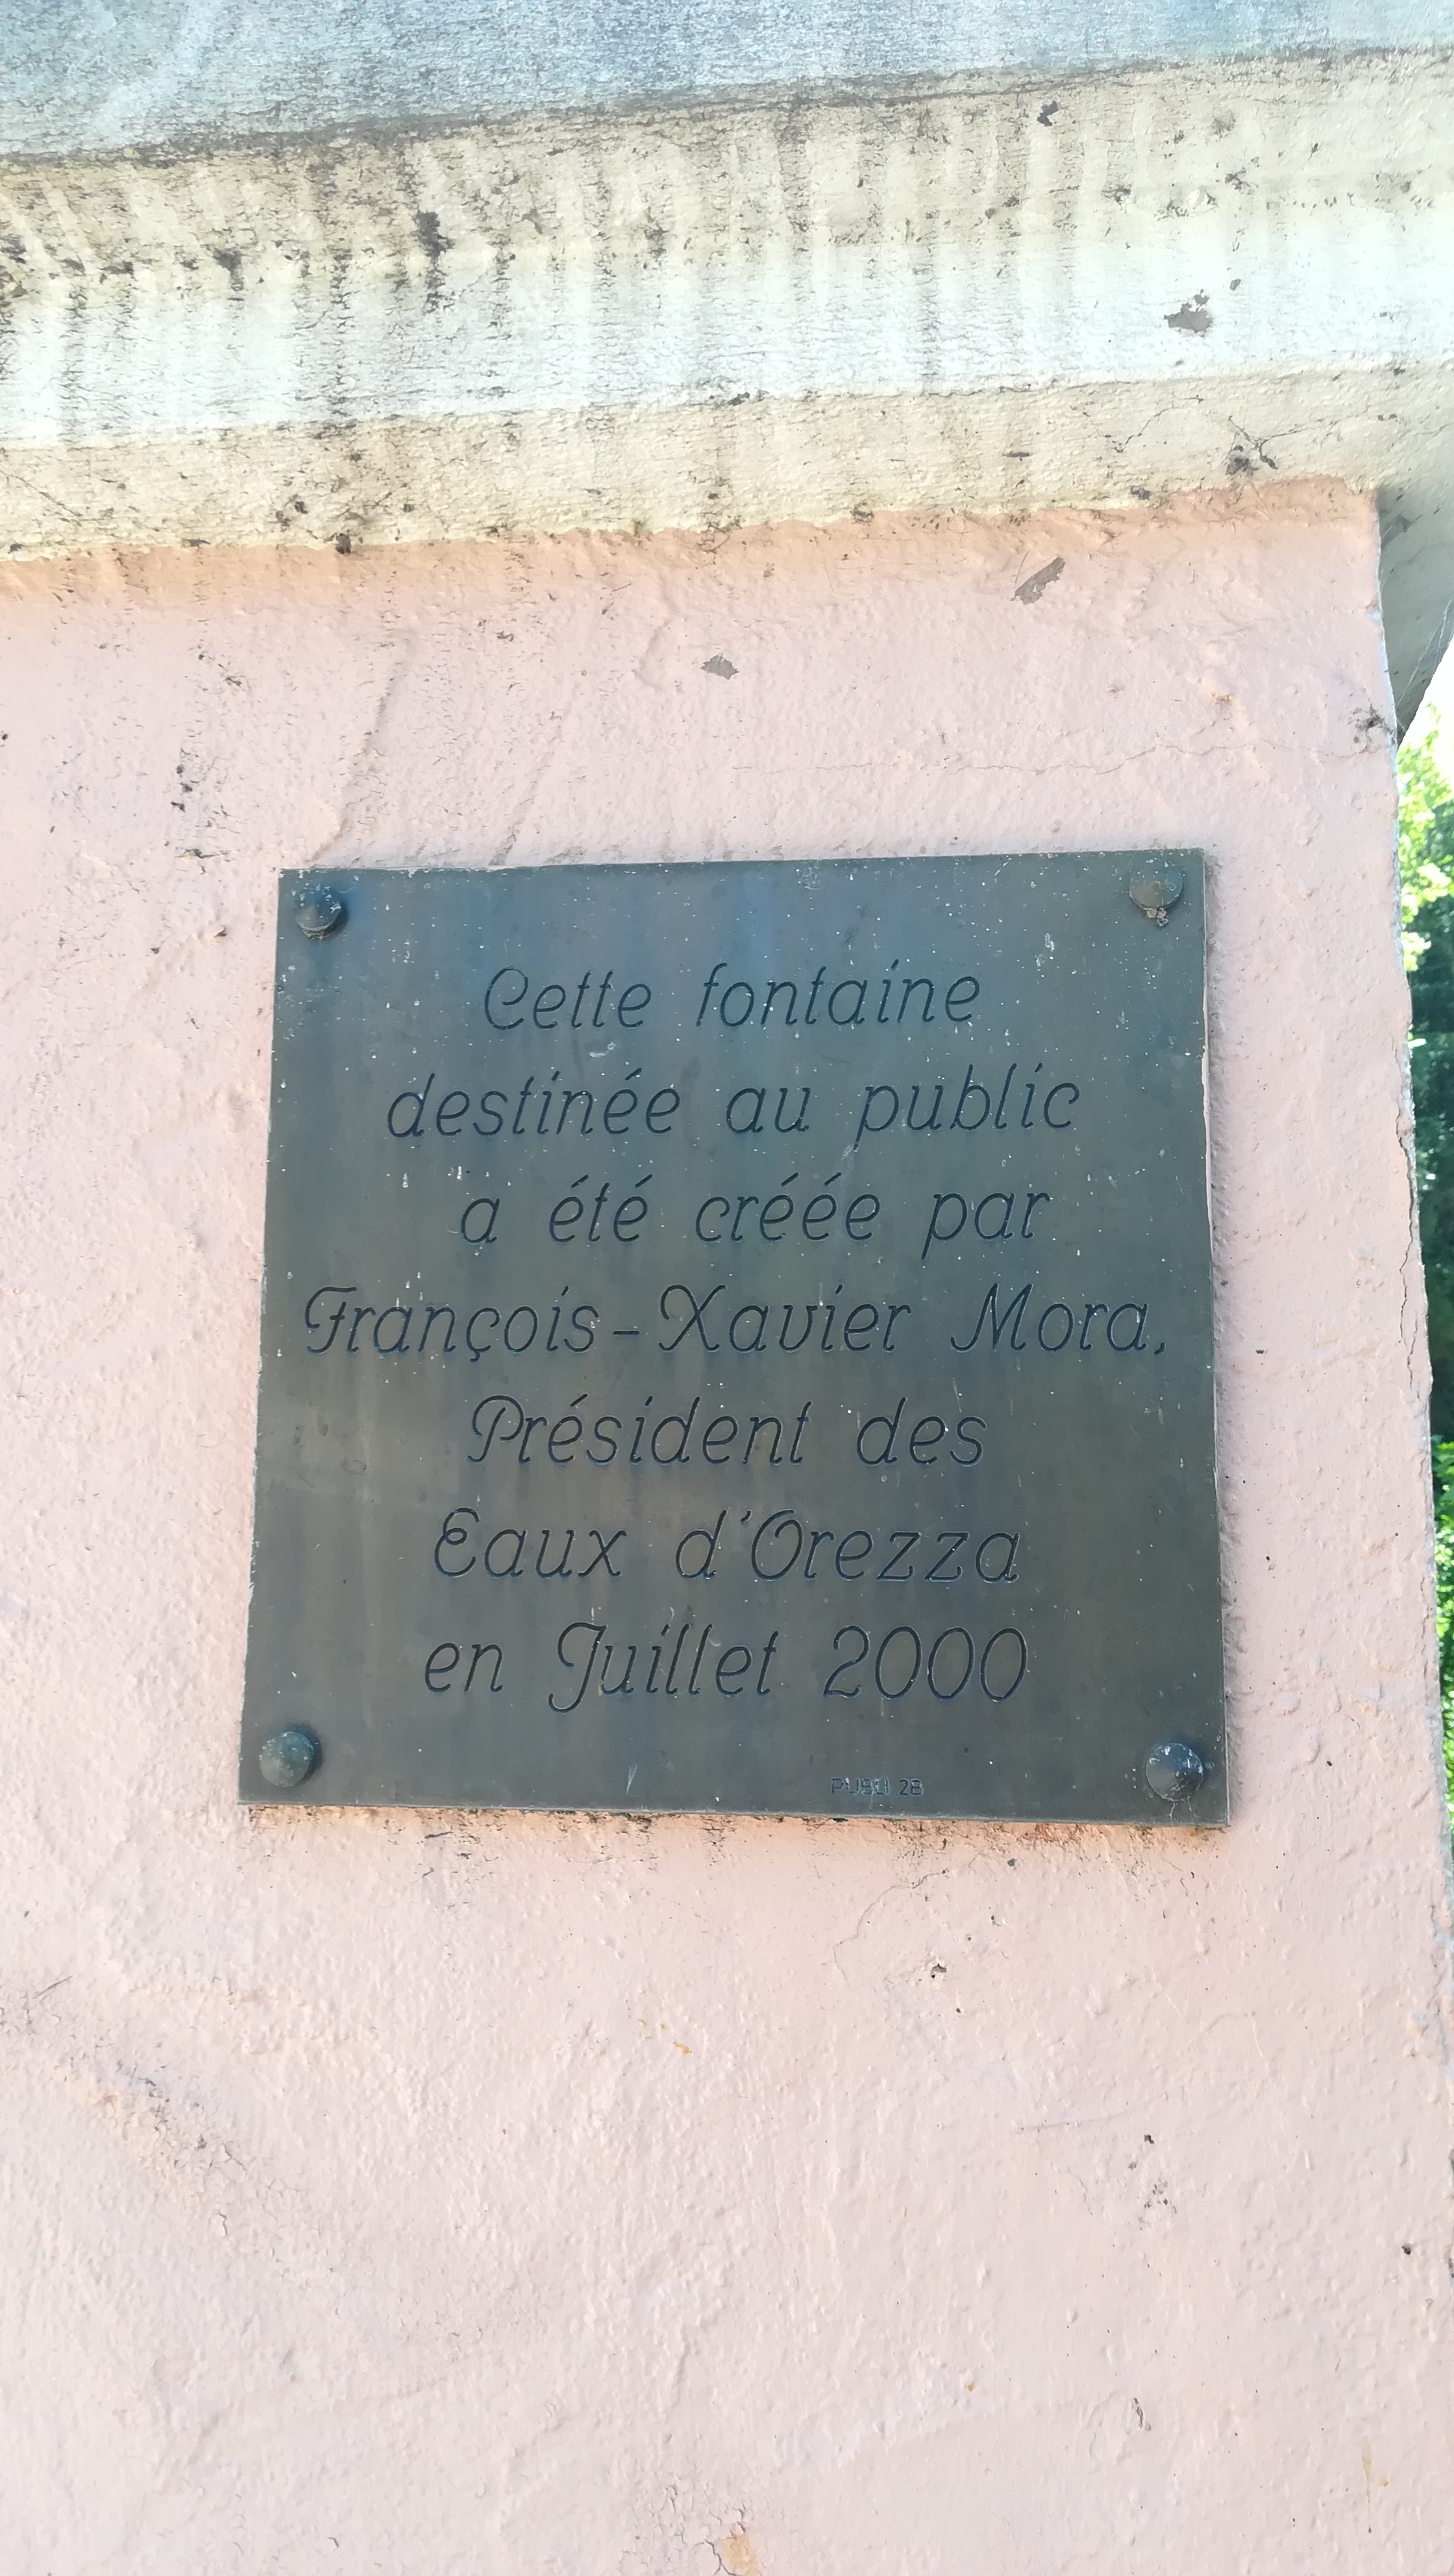 Cette fontaine
destinée au public
a été créée par
François-Xavier Mora,
Président des
Eaux d'Orezza
en Juillet 2000
PUBLI 2B